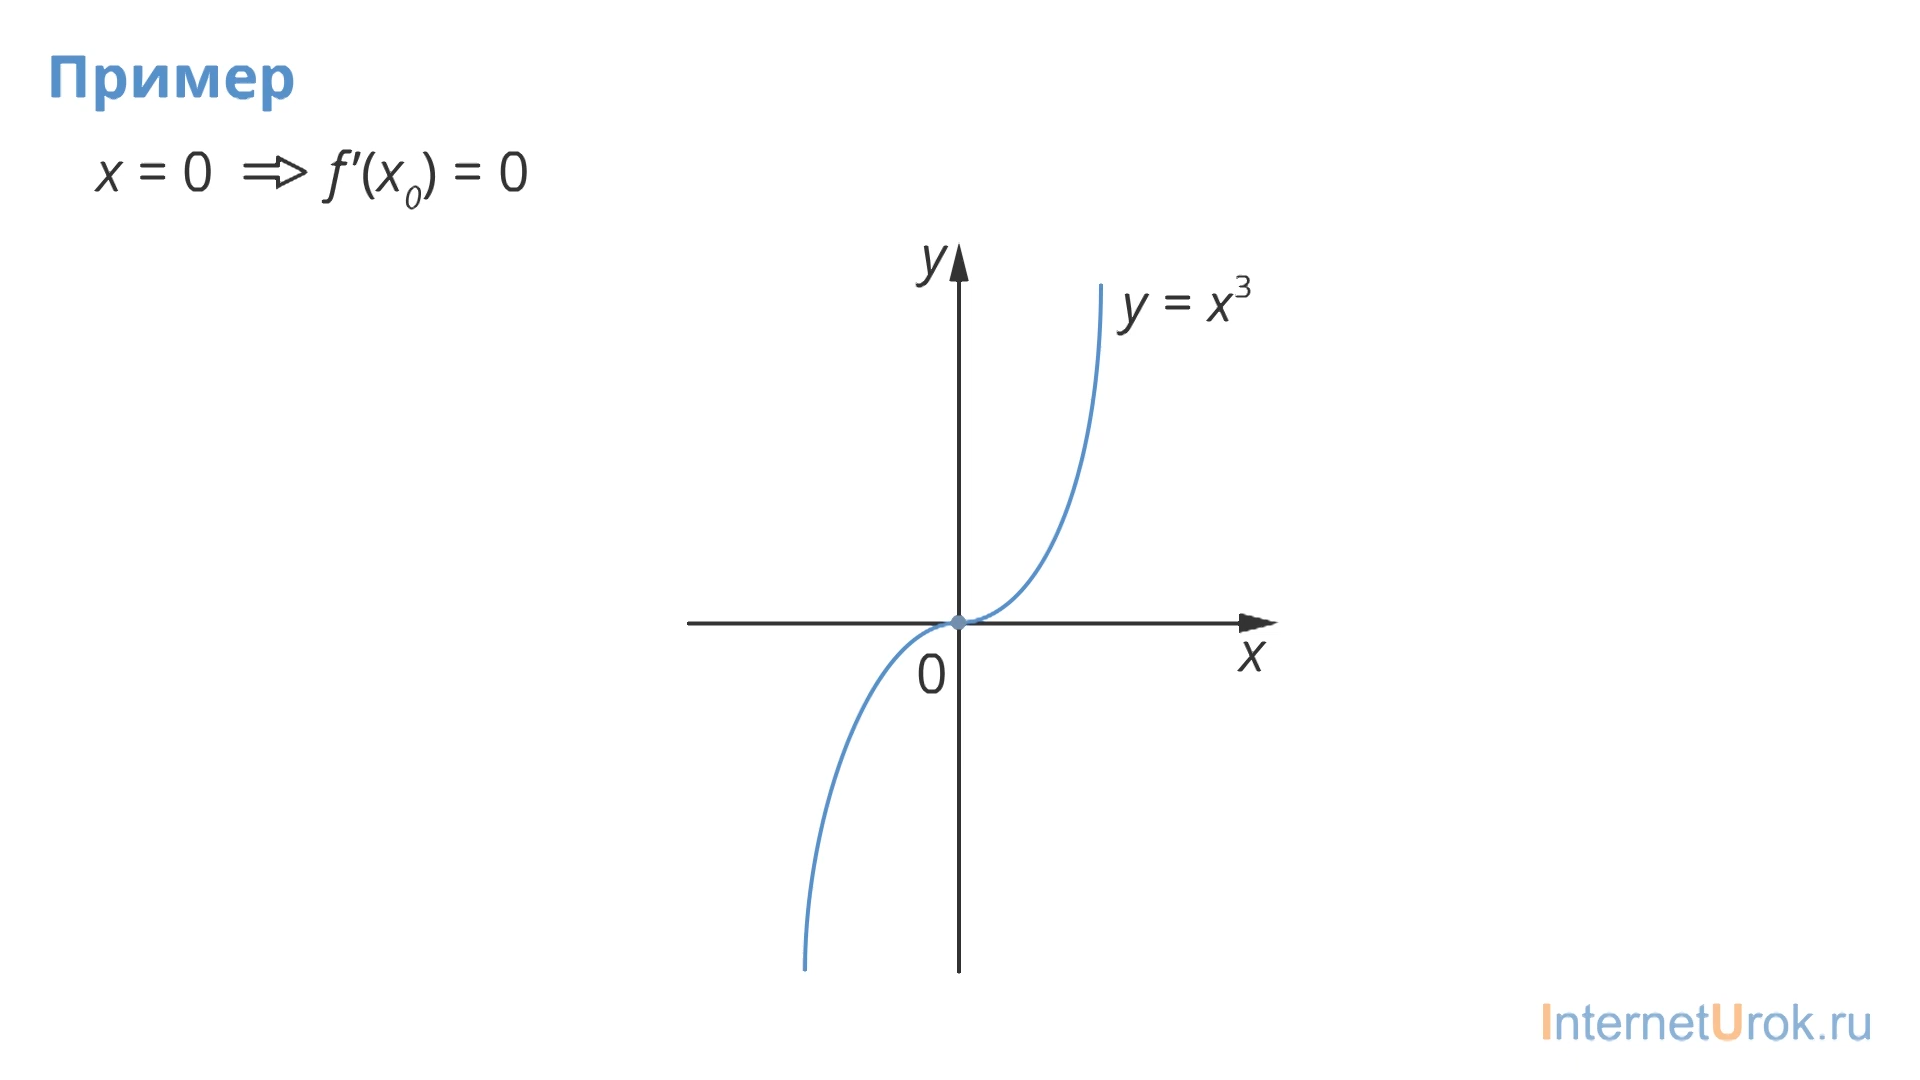 Пример
x = 0 ⇒ f'(x₀) = 0
y
y = x³
0
x
InternetUrok.ru